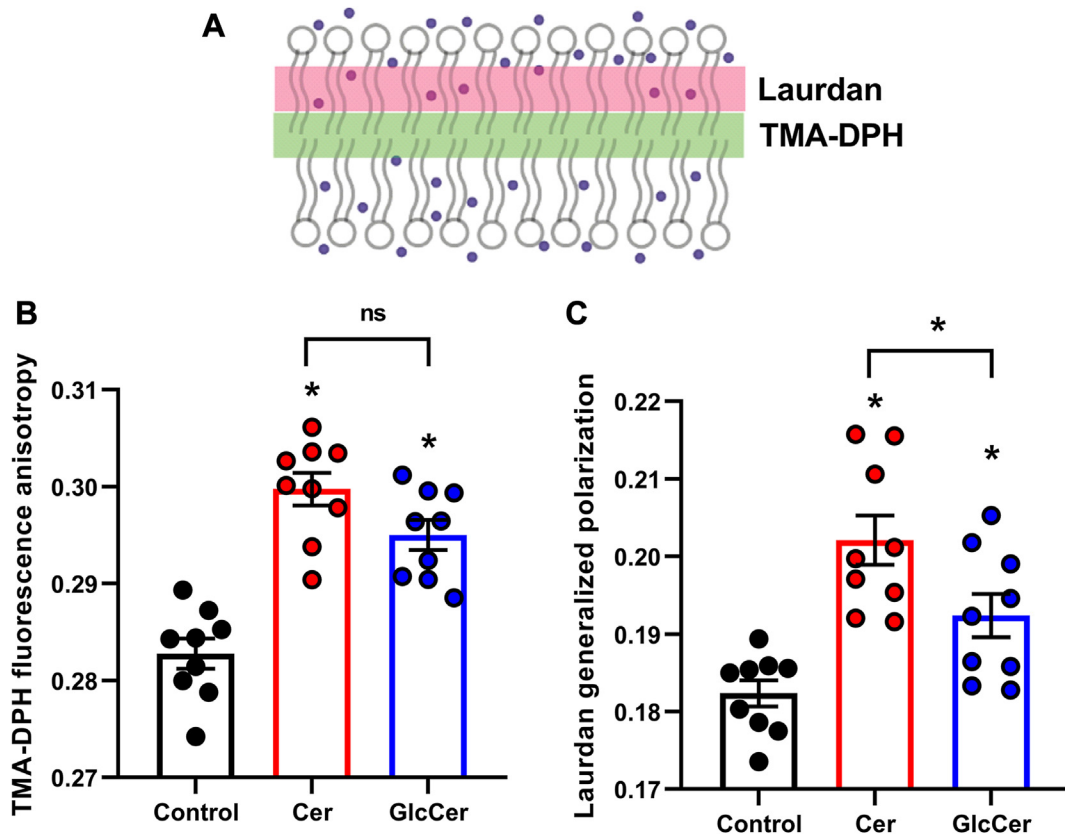 A
Laurdan
TMA-DPH
B
ns
*
*
TMA-DPH fluorescence anisotropy
0.31
0.30
0.29
0.28
0.27
Control
Cer
GlcCer
C
*
*
*
Laurdan generalized polarization
0.22
0.21
0.20
0.19
0.18
0.17
Control
Cer
GlcCer